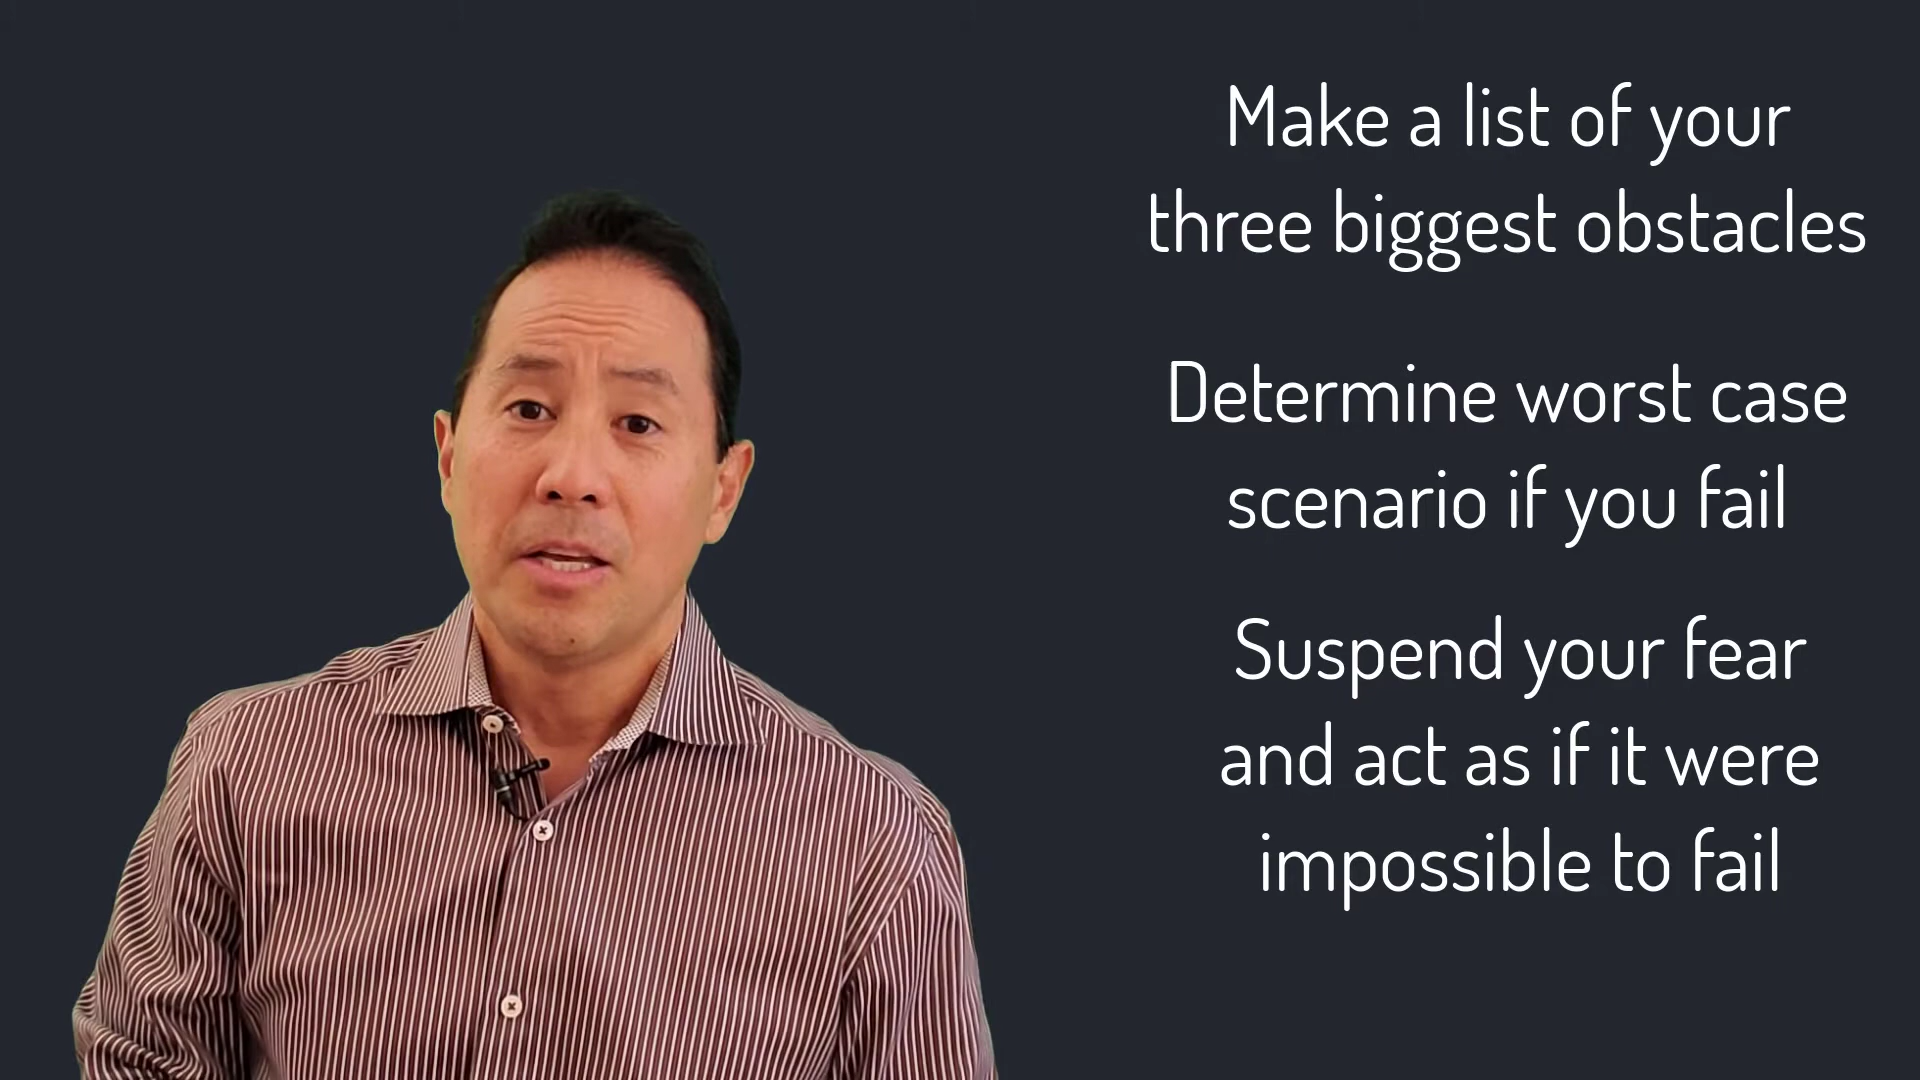 Make a list of your
three biggest obstacles
Determine worst case
scenario if you fail
Suspend your fear
and act as if it were
impossible to fail